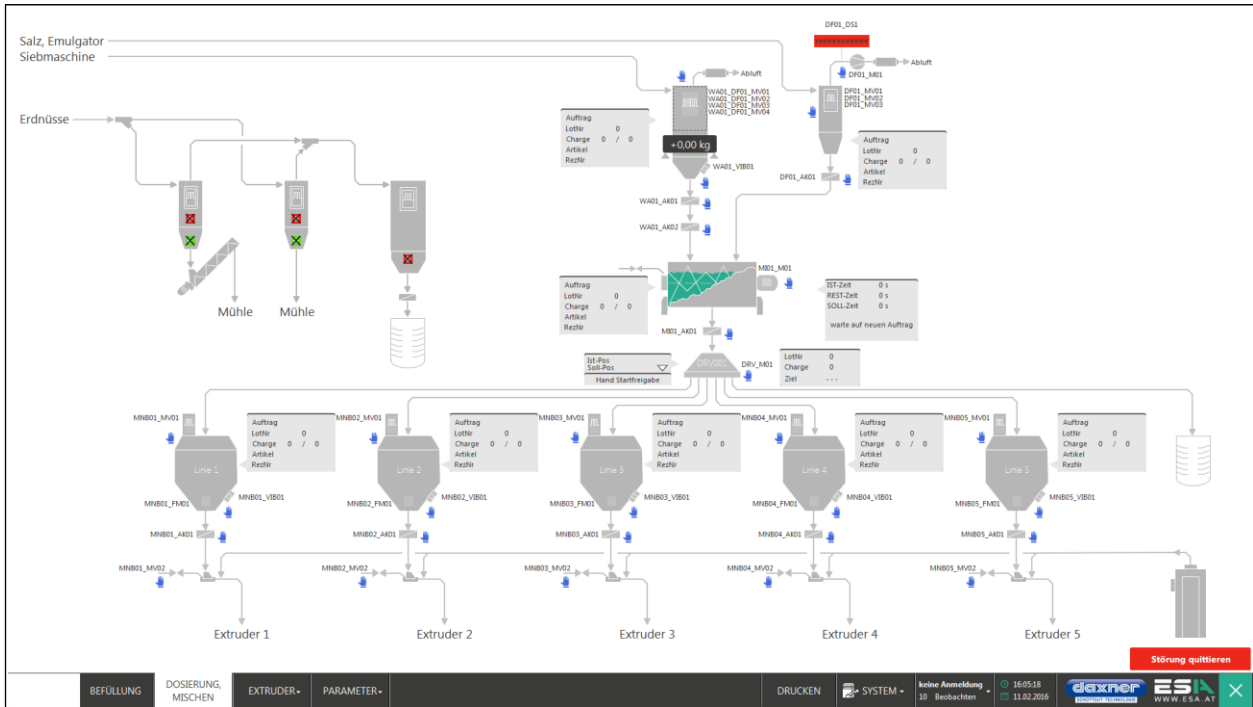 Salz, Emulgator
Siebmaschine
Erdnüsse
Mühle
Mühle
Abluft
WA01_DF01_MV01
WA01_DF01_MV02
WA01_DF01_MV03
WA01_DF01_MV04
Auftrag
LotNr 0
Charge 0 / 0
Artikel
RezNr
+0,00 kg
WA01_VIB01
WA01_AK01
WA01_AK02
DF01_DS1
Abluft
DF01_M01
DF01_MV01
DF01_MV02
DF01_MV03
Auftrag
LotNr 0
Charge 0 / 0
Artikel
RezNr
DF01_AK01
MI01_M01
Auftrag
LotNr 0
Charge 0 / 0
Artikel
RezNr
IST-Zeit 0 s
REST-Zeit 0 s
SOLL-Zeit 0 s
warte auf neuen Auftrag
MI01_AK01
Ist-Pos
Soll-Pos
Hand Startfreigabe
DRV001
DRV_M01
LotNr 0
Charge 0
Ziel - - -
MNB01_MV01
Auftrag
LotNr 0
Charge 0 / 0
Artikel
RezNr
Linie 1
MNB01_FM01
MNB01_VIB01
MNB01_AK01
MNB01_MV02
Extruder 1
MNB02_MV01
Auftrag
LotNr 0
Charge 0 / 0
Artikel
RezNr
Linie 2
MNB02_FM01
MNB02_VIB01
MNB02_AK01
MNB02_MV02
Extruder 2
MNB03_MV01
Auftrag
LotNr 0
Charge 0 / 0
Artikel
RezNr
Linie 3
MNB03_FM01
MNB03_VIB01
MNB03_AK01
MNB03_MV02
Extruder 3
MNB04_MV01
Auftrag
LotNr 0
Charge 0 / 0
Artikel
RezNr
Linie 4
MNB04_FM01
MNB04_VIB01
MNB04_AK01
MNB04_MV02
Extruder 4
MNB05_MV01
Auftrag
LotNr 0
Charge 0 / 0
Artikel
RezNr
Linie 5
MNB05_FM01
MNB05_VIB01
MNB05_AK01
MNB05_MV02
Extruder 5
Störung quittieren
BEFÜLLUNG
DOSIERUNG,
MISCHEN
EXTRUDER
PARAMETER
DRUCKEN
SYSTEM
keine Anmeldung
10 Beobachten
16:05:18
11.02.2016
daxner
SCHÜTTGUT TECHNOLOGIE
ESA
WWW.ESA.AT